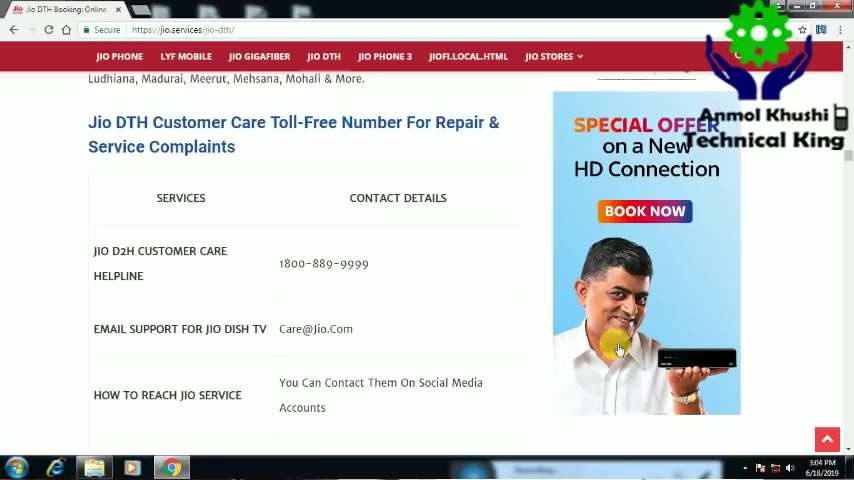 Jio DTH Booking: Online
Secure
https://jio.services/jio-dth/
JIO PHONE
LYF MOBILE
JIO GIGAFIBER
JIO DTH
JIO PHONE 3
JIOFI.LOCAL.HTML
JIO STORES
Ludhiana, Madurai, Meerut, Mehsana, Mohali & More.
Jio DTH Customer Care Toll-Free Number For Repair &
Service Complaints
SERVICES
CONTACT DETAILS
JIO D2H CUSTOMER CARE
HELPLINE
1800-889-9999
EMAIL SUPPORT FOR JIO DISH TV
Care@Jio.Com
HOW TO REACH JIO SERVICE
You Can Contact Them On Social Media
Accounts
SPECIAL OFFER
on a New
HD Connection
BOOK NOW
Anmol Khushi
Technical King
3:04 PM
6/18/2019